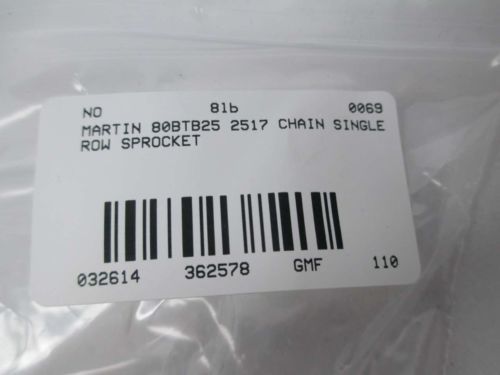 NO 81b 0069
MARTIN 80BTB25 2517 CHAIN SINGLE
ROW SPROCKET
032614 362578 GMF 110